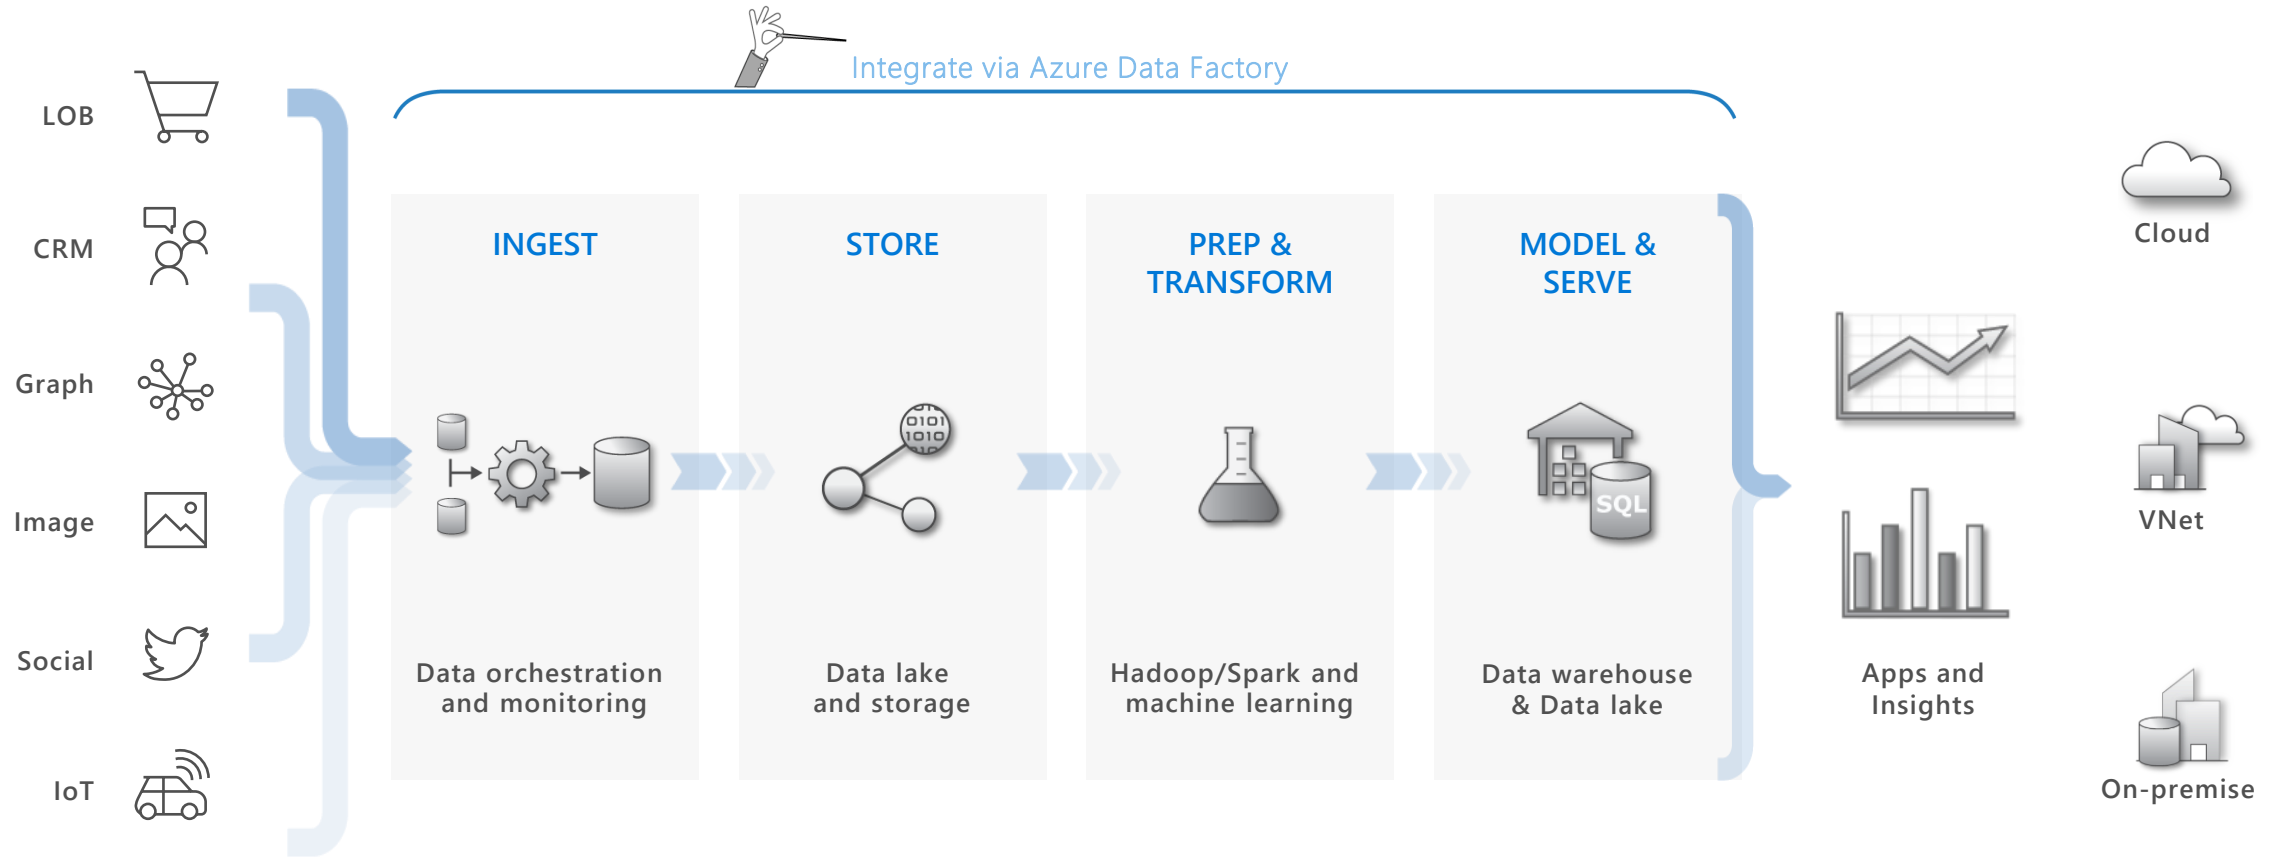 Integrate via Azure Data Factory
LOB
CRM
Graph
Image
Social
IoT
INGEST
Data orchestration
and monitoring
STORE
0101
1010
Data lake
and storage
PREP &
TRANSFORM
Hadoop/Spark and
machine learning
MODEL &
SERVE
SQL
Data warehouse
& Data lake
Apps and
Insights
Cloud
VNet
On-premise